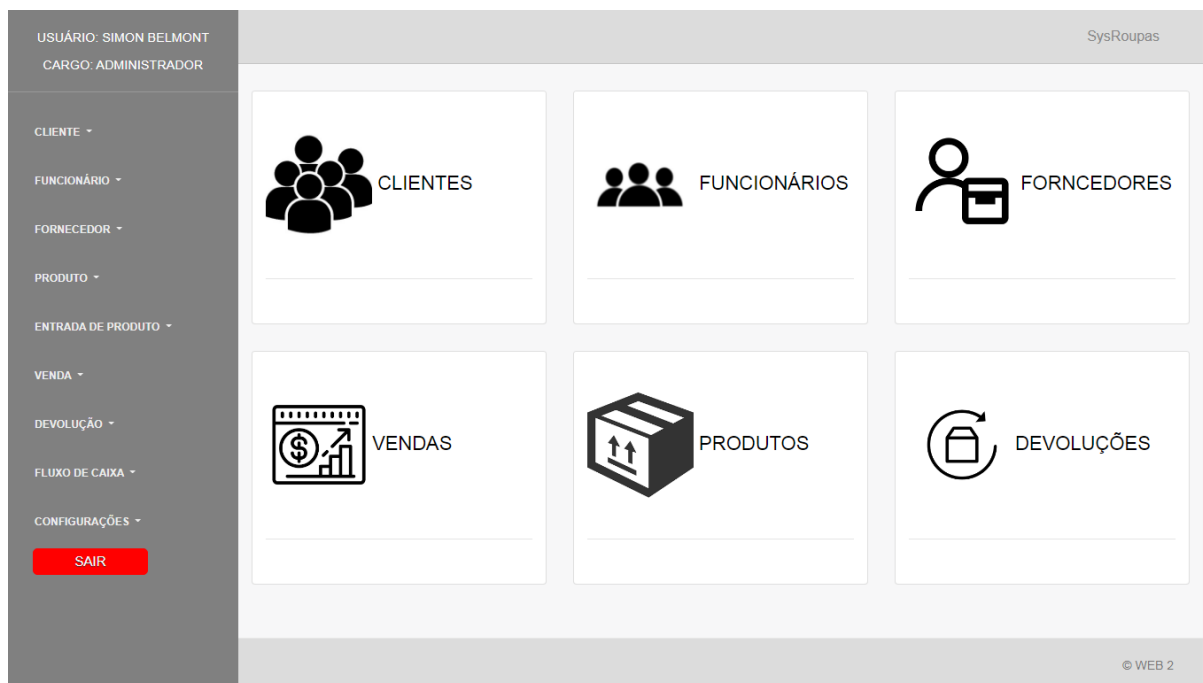 USUÁRIO: SIMON BELMONT
CARGO: ADMINISTRADOR
CLIENTE
FUNCIONÁRIO
FORNECEDOR
PRODUTO
ENTRADA DE PRODUTO
VENDA
DEVOLUÇÃO
FLUXO DE CAIXA
CONFIGURAÇÕES
SAIR
SysRoupas
CLIENTES
FUNCIONÁRIOS
FORNCEDORES
VENDAS
PRODUTOS
DEVOLUÇÕES
© WEB 2